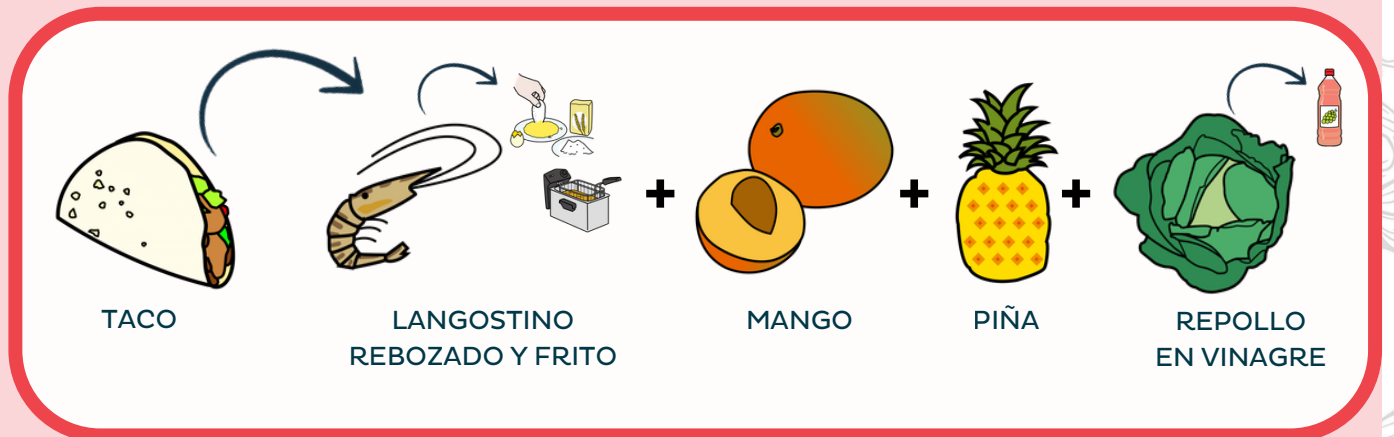 TACO
LANGOSTINO
REBOZADO Y FRITO
MANGO
PIÑA
REPOLLO
EN VINAGRE